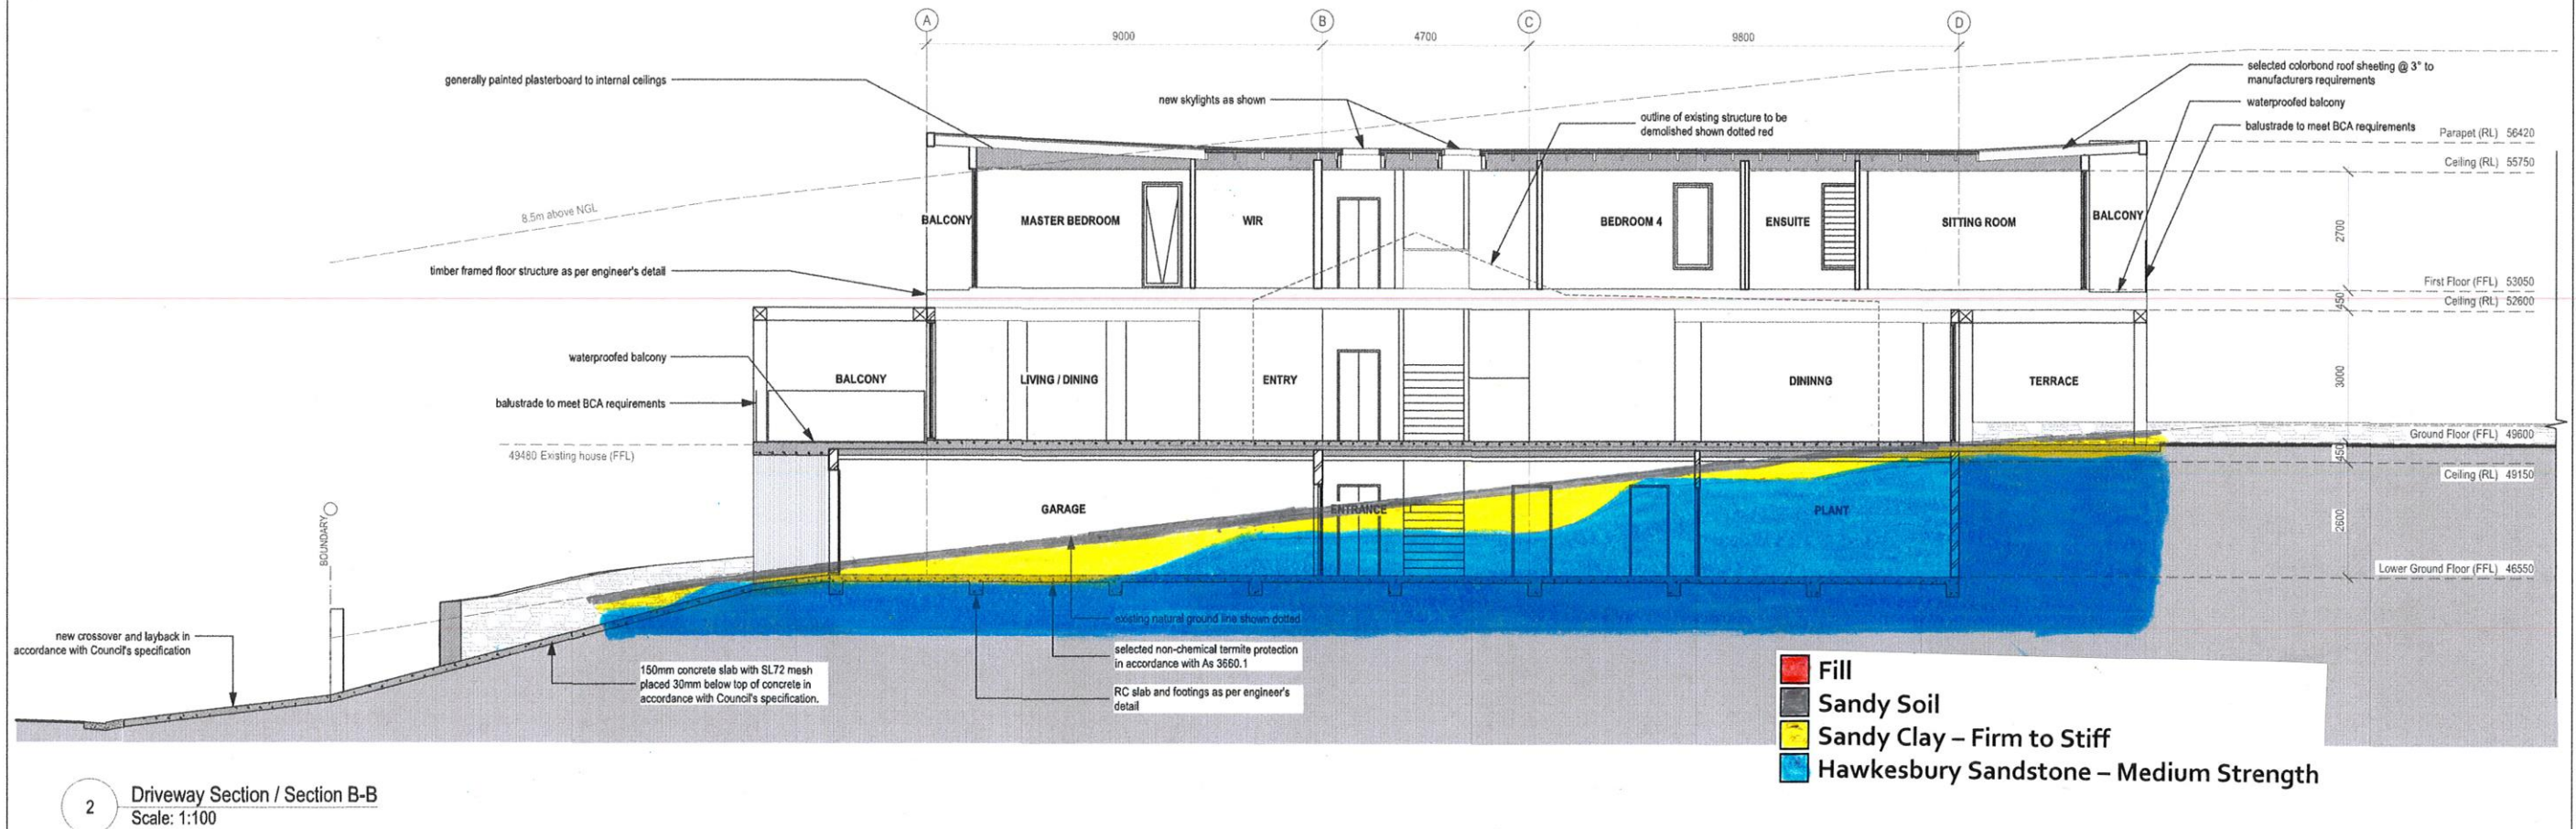 A
B
C
D
9000
4700
9800
generally painted plasterboard to internal ceilings
new skylights as shown
outline of existing structure to be
demolished shown dotted red
selected colorbond roof sheeting @ 3° to
manufacturers requirements
waterproofed balcony
balustrade to meet BCA requirements
Parapet (RL) 56420
Ceiling (RL) 55750
8.5m above NGL
BALCONY
MASTER BEDROOM
WIR
BEDROOM 4
ENSUITE
SITTING ROOM
BALCONY
2700
timber framed floor structure as per engineer's detail
First Floor (FFL) 53050
450
Ceiling (RL) 52600
waterproofed balcony
BALCONY
LIVING / DINING
ENTRY
DININNG
TERRACE
3000
balustrade to meet BCA requirements
Ground Floor (FFL) 49600
49480 Existing house (FFL)
450
Ceiling (RL) 49150
GARAGE
ENTRANCE
PLANT
2600
BOUNDARY
Lower Ground Floor (FFL) 46550
existing natural ground line shown dotted
new crossover and layback in
accordance with Council's specification
selected non-chemical termite protection
in accordance with As 3660.1
150mm concrete slab with SL72 mesh
placed 30mm below top of concrete in
accordance with Council's specification.
RC slab and footings as per engineer's
detail
Fill
Sandy Soil
Sandy Clay – Firm to Stiff
Hawkesbury Sandstone – Medium Strength
2
Driveway Section / Section B-B
Scale: 1:100